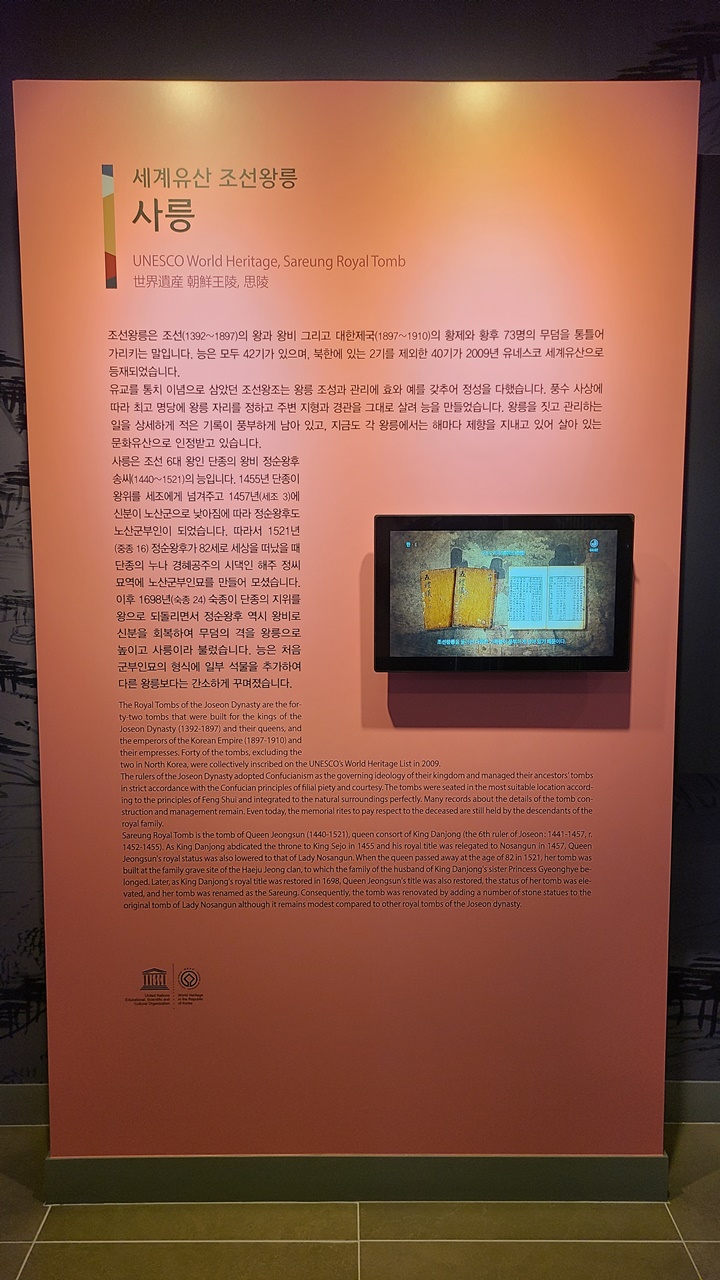 세계유산 조선왕릉
사릉
UNESCO World Heritage, Sareung Royal Tomb
世界遺産 朝鮮王陵, 思陵
조선왕릉은 조선(1392~1897)의 왕과 왕비 그리고 대한제국(1897~1910)의 황제와 황후 73명의 무덤을 통틀어
가리키는 말입니다. 능은 모두 42기가 있으며, 북한에 있는 2기를 제외한 40기가 2009년 유네스코 세계유산으로
등재되었습니다.
유교를 통치 이념으로 삼았던 조선왕조는 왕릉 조성과 관리에 효와 예를 갖추어 정성을 다했습니다. 풍수 사상에
따라 최고 명당에 왕릉 자리를 정하고 주변 지형과 경관을 그대로 살려 능을 만들었습니다. 왕릉을 짓고 관리하는
일을 상세하게 적은 기록이 풍부하게 남아 있고, 지금도 각 왕릉에서는 해마다 제향을 지내고 있어 살아 있는
문화유산으로 인정받고 있습니다.
사릉은 조선 6대 왕인 단종의 왕비 정순왕후
송씨(1440~1521)의 능입니다. 1455년 단종이
왕위를 세조에게 넘겨주고 1457년(세조 3)에
신분이 노산군으로 낮아짐에 따라 정순왕후도
노산군부인이 되었습니다. 따라서 1521년
(중종 16) 정순왕후가 82세로 세상을 떠났을 때
단종의 누나 경혜공주의 시댁인 해주 정씨
묘역에 노산군부인묘를 만들어 모셨습니다.
이후 1698년(숙종 24) 숙종이 단종의 지위를
왕으로 되돌리면서 정순왕후 역시 왕비로
신분을 회복하여 무덤의 격을 왕릉으로
높이고 사릉이라 불렀습니다. 능은 처음
군부인묘의 형식에 일부 석물을 추가하여
다른 왕릉보다는 간소하게 꾸며졌습니다.
The Royal Tombs of the Joseon Dynasty are the for-
ty-two tombs that were built for the kings of the
Joseon Dynasty (1392-1897) and their queens, and
the emperors of the Korean Empire (1897-1910) and
their empresses. Forty of the tombs, excluding the
two in North Korea, were collectively inscribed on the UNESCO's World Heritage List in 2009.
The rulers of the Joseon Dynasty adopted Confucianism as the governing ideology of their kingdom and managed their ancestors' tombs
in strict accordance with the Confucian principles of filial piety and courtesy. The tombs were seated in the most suitable location accord-
ing to the principles of Feng Shui and integrated to the natural surroundings perfectly. Many records about the details of the tomb con-
struction and management remain. Even today, the memorial rites to pay respect to the deceased are still held by the descendants of the
royal family.
Sareung Royal Tomb is the tomb of Queen Jeongsun (1440-1521), queen consort of King Danjong (the 6th ruler of Joseon: 1441-1457, r.
1452-1455). As King Danjong abdicated the throne to King Sejo in 1455 and his royal title was relegated to Nosangun in 1457, Queen
Jeongsun's royal status was also lowered to that of Lady Nosangun. When the queen passed away at the age of 82 in 1521, her tomb was
built at the family grave site of the Haeju Jeong clan, to which the family of the husband of King Danjong's sister Princess Gyeonghye be-
longed. Later, as King Danjong's royal title was restored in 1698, Queen Jeongsun's title was also restored, the status of her tomb was ele-
vated, and her tomb was renamed as the Sareung. Consequently, the tomb was renovated by adding a number of stone statues to the
original tomb of Lady Nosangun although it remains modest compared to other royal tombs of the Joseon dynasty.
United Nations
Educational, Scientific and
Cultural Organization
World Heritage
in the Republic
of Korea